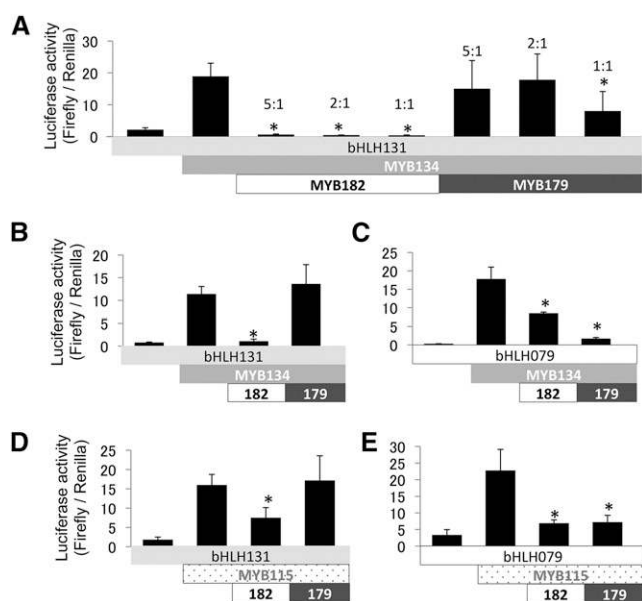 A
Luciferase activity
(Firefly / Renilla)
30
20
10
0
5:1
2:1
1:1
*
*
*
5:1
2:1
1:1
*
bHLH131
MYB134
MYB182
MYB179
B
Luciferase activity
(Firefly / Renilla)
15
10
5
0
*
bHLH131
MYB134
182
179
C
25
20
15
10
5
0
*
*
bHLH079
MYB134
182
179
D
Luciferase activity
(Firefly / Renilla)
25
20
15
10
5
0
*
bHLH131
MYB115
182
179
E
30
25
20
15
10
5
0
*
*
bHLH079
MYB115
182
179